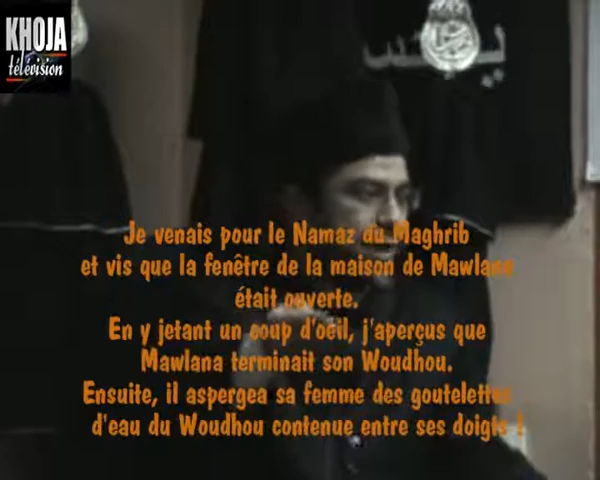 KHOJA
télévision
Je venais pour le Namaz du Maghrib
et vis que la fenêtre de la maison de Mawlana
était ouverte.
En y jetant un coup d'oeil, j'aperçus que
Mawlana terminait son Woudhou.
Ensuite, il aspergea sa femme des goutelettes
d'eau du Woudhou contenue entre ses doigts !